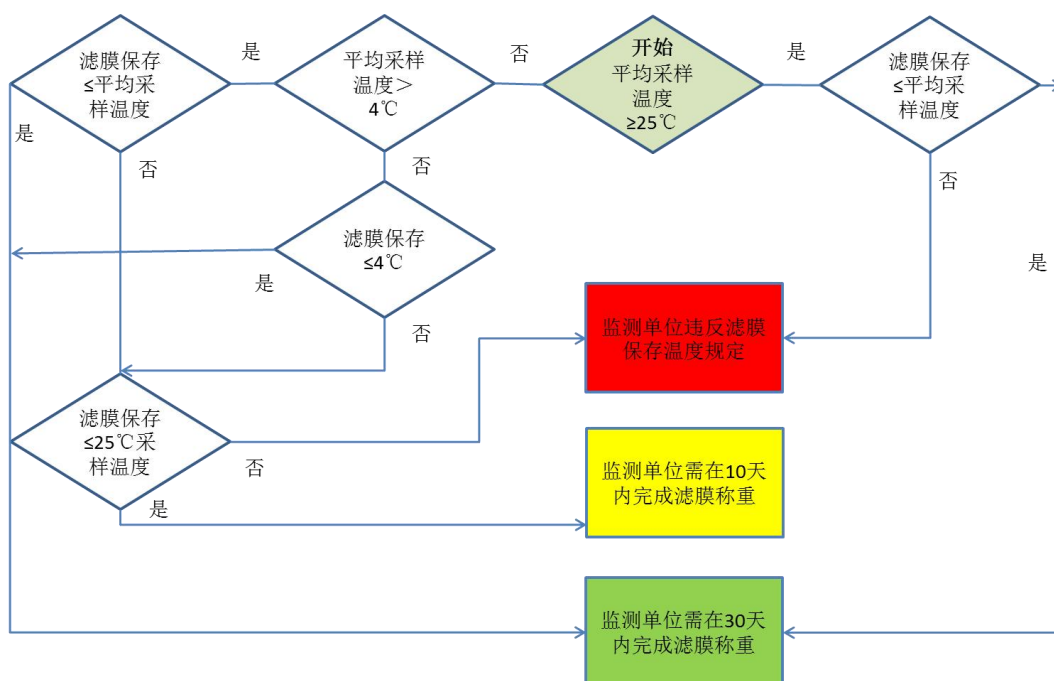 滤膜保存
≤平均采
样温度
是
平均采样
温度＞
4℃
否
开始
平均采样
温度
≥25℃
是
滤膜保存
≤平均采
样温度
是
否
否
否
滤膜保存
≤4℃
是
是
否
监测单位违反滤膜
保存温度规定
滤膜保存
≤25℃采
样温度
否
是
监测单位需在10天
内完成滤膜称重
监测单位需在30天
内完成滤膜称重